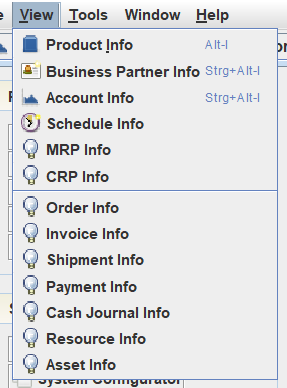 View Tools Window Help
Product Info Alt-I
Business Partner Info Strg+Alt-I
Account Info Strg+Alt-I
Schedule Info
MRP Info
CRP Info
Order Info
Invoice Info
Shipment Info
Payment Info
Cash Journal Info
Resource Info
Asset Info
System Configurator